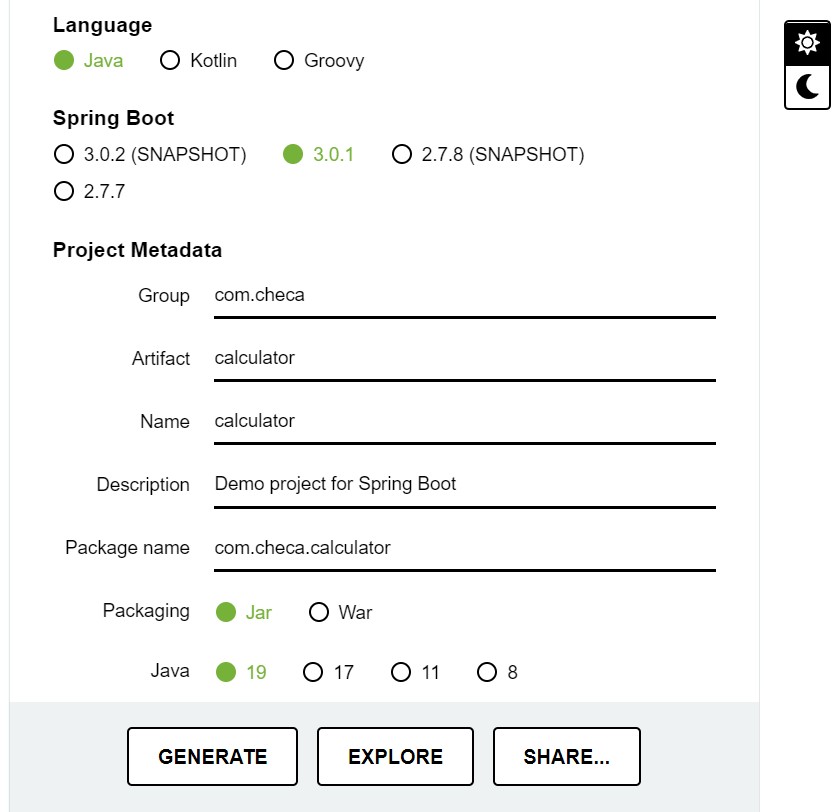 Language
Java Kotlin Groovy
Spring Boot
3.0.2 (SNAPSHOT) 3.0.1 2.7.8 (SNAPSHOT)
2.7.7
Project Metadata
Group com.checa
Artifact calculator
Name calculator
Description Demo project for Spring Boot
Package name com.checa.calculator
Packaging Jar War
Java 19 17 11 8
GENERATE EXPLORE SHARE...